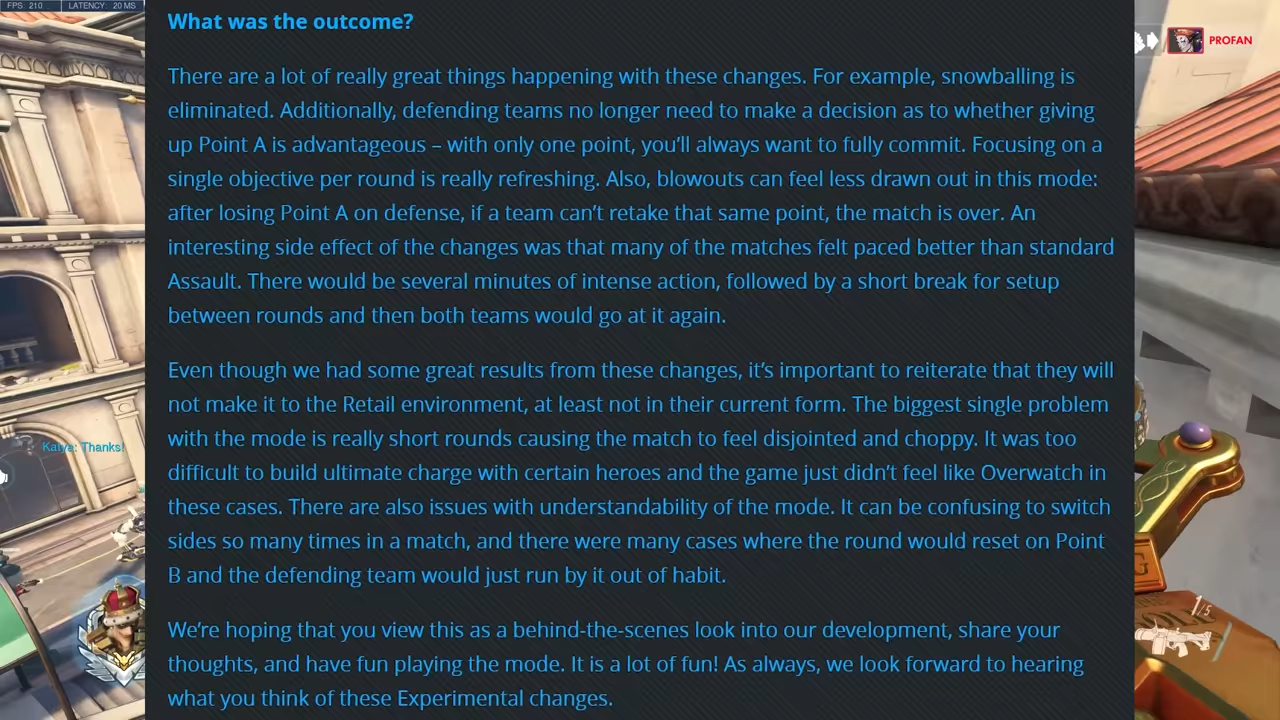 FPS: 210 LATENCY: 20 MS
What was the outcome?
PROFAN
There are a lot of really great things happening with these changes. For example, snowballing is
eliminated. Additionally, defending teams no longer need to make a decision as to whether giving
up Point A is advantageous – with only one point, you’ll always want to fully commit. Focusing on a
single objective per round is really refreshing. Also, blowouts can feel less drawn out in this mode:
after losing Point A on defense, if a team can’t retake that same point, the match is over. An
interesting side effect of the changes was that many of the matches felt paced better than standard
Assault. There would be several minutes of intense action, followed by a short break for setup
between rounds and then both teams would go at it again.
Even though we had some great results from these changes, it’s important to reiterate that they will
not make it to the Retail environment, at least not in their current form. The biggest single problem
with the mode is really short rounds causing the match to feel disjointed and choppy. It was too
difficult to build ultimate charge with certain heroes and the game just didn’t feel like Overwatch in
these cases. There are also issues with understandability of the mode. It can be confusing to switch
sides so many times in a match, and there were many cases where the round would reset on Point
B and the defending team would just run by it out of habit.
We’re hoping that you view this as a behind-the-scenes look into our development, share your
thoughts, and have fun playing the mode. It is a lot of fun! As always, we look forward to hearing
what you think of these Experimental changes.
Katya: Thanks!
1/5